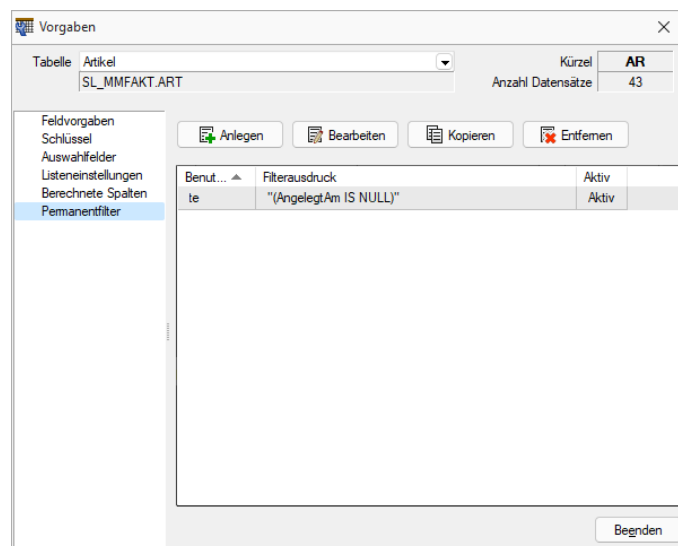 Vorgaben
Tabelle Artikel Kürzel AR
SL_MMFAKT.ART Anzahl Datensätze 43
Feldvorgaben
Schlüssel
Auswahlfelder
Listeneinstellungen
Berechnete Spalten
Permanentfilter
Anlegen Bearbeiten Kopieren Entfernen
Benut... Filterausdruck Aktiv
te "(AngelegtAm IS NULL)" Aktiv
Beenden